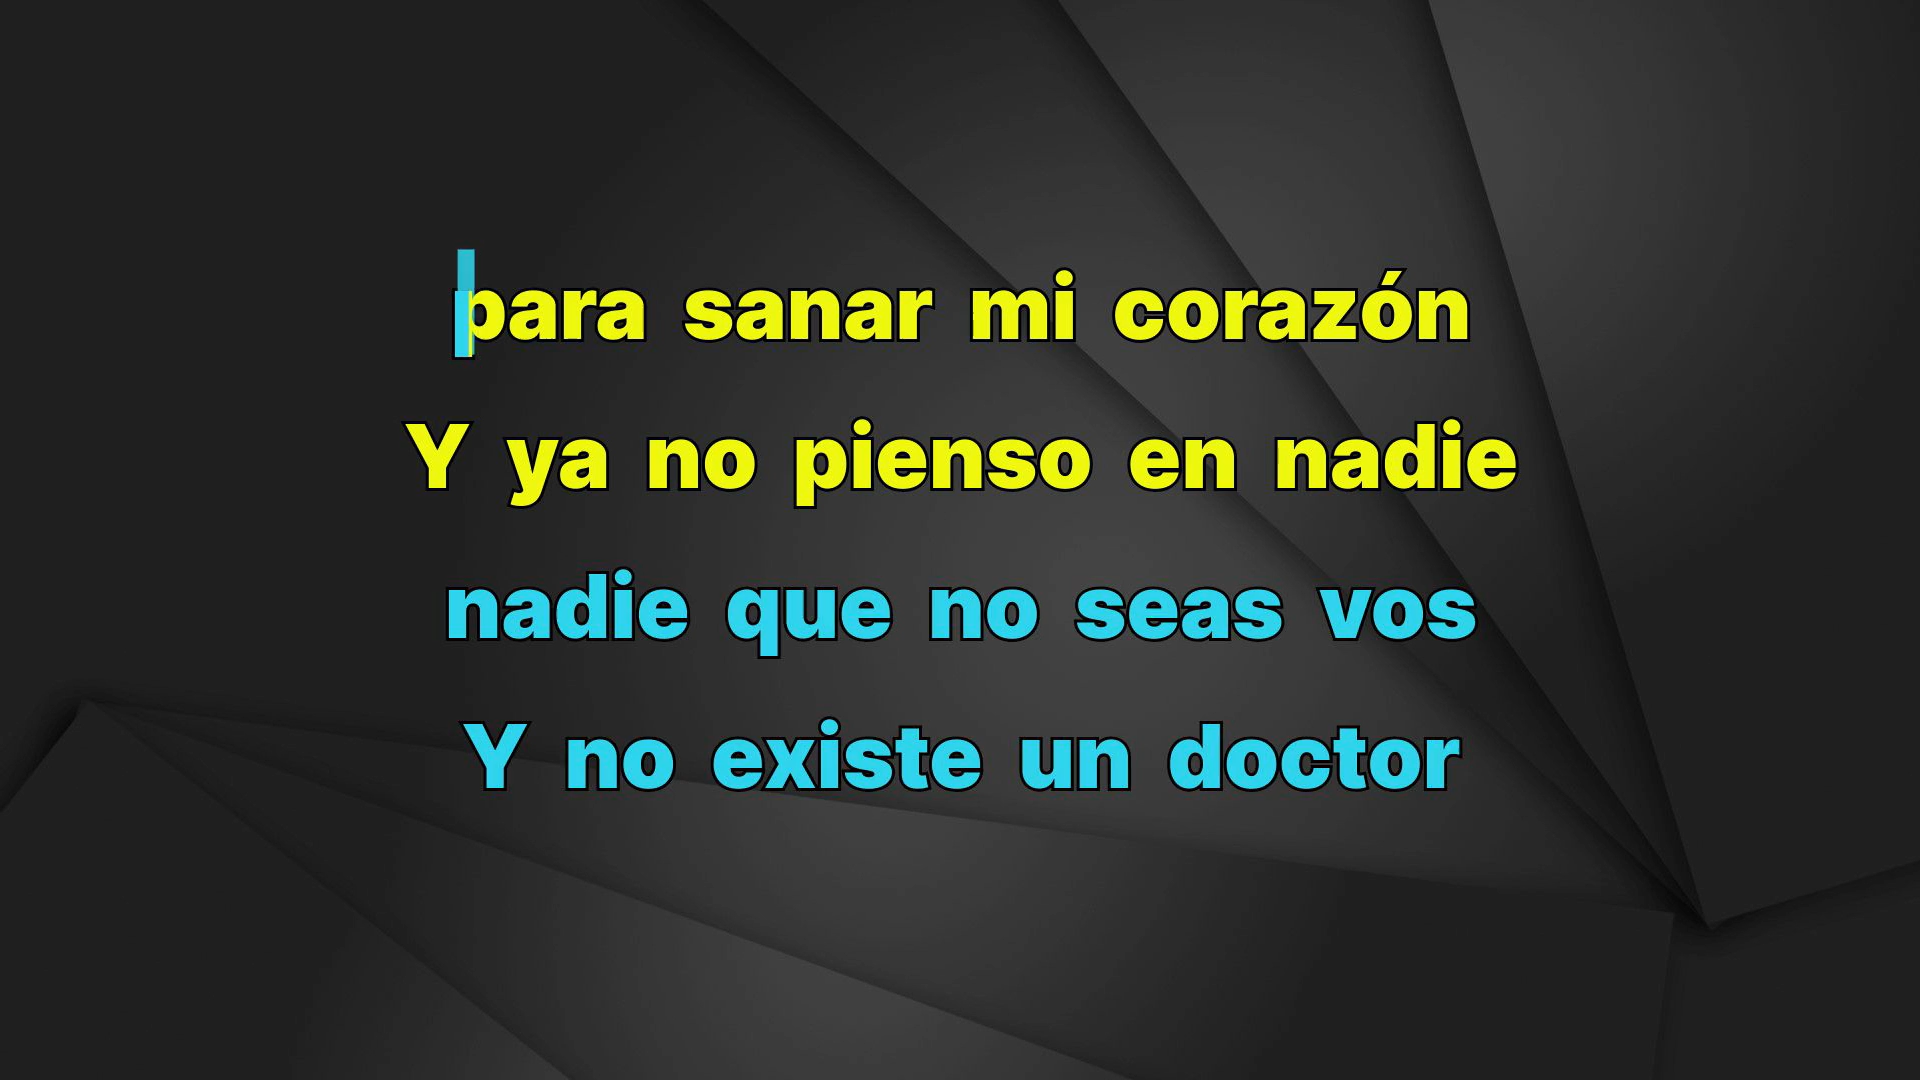 para sanar mi corazón
Y ya no pienso en nadie
nadie que no seas vos
Y no existe un doctor